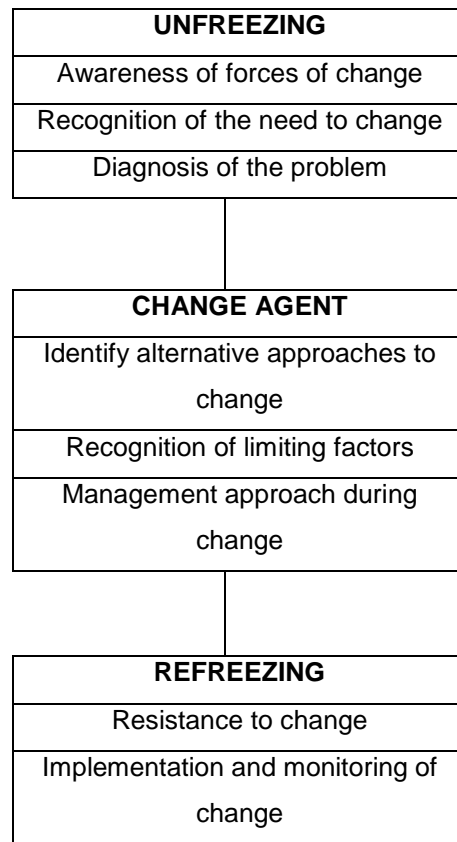 UNFREEZING
Awareness of forces of change
Recognition of the need to change
Diagnosis of the problem
CHANGE AGENT
Identify alternative approaches to
change
Recognition of limiting factors
Management approach during
change
REFREEZING
Resistance to change
Implementation and monitoring of
change